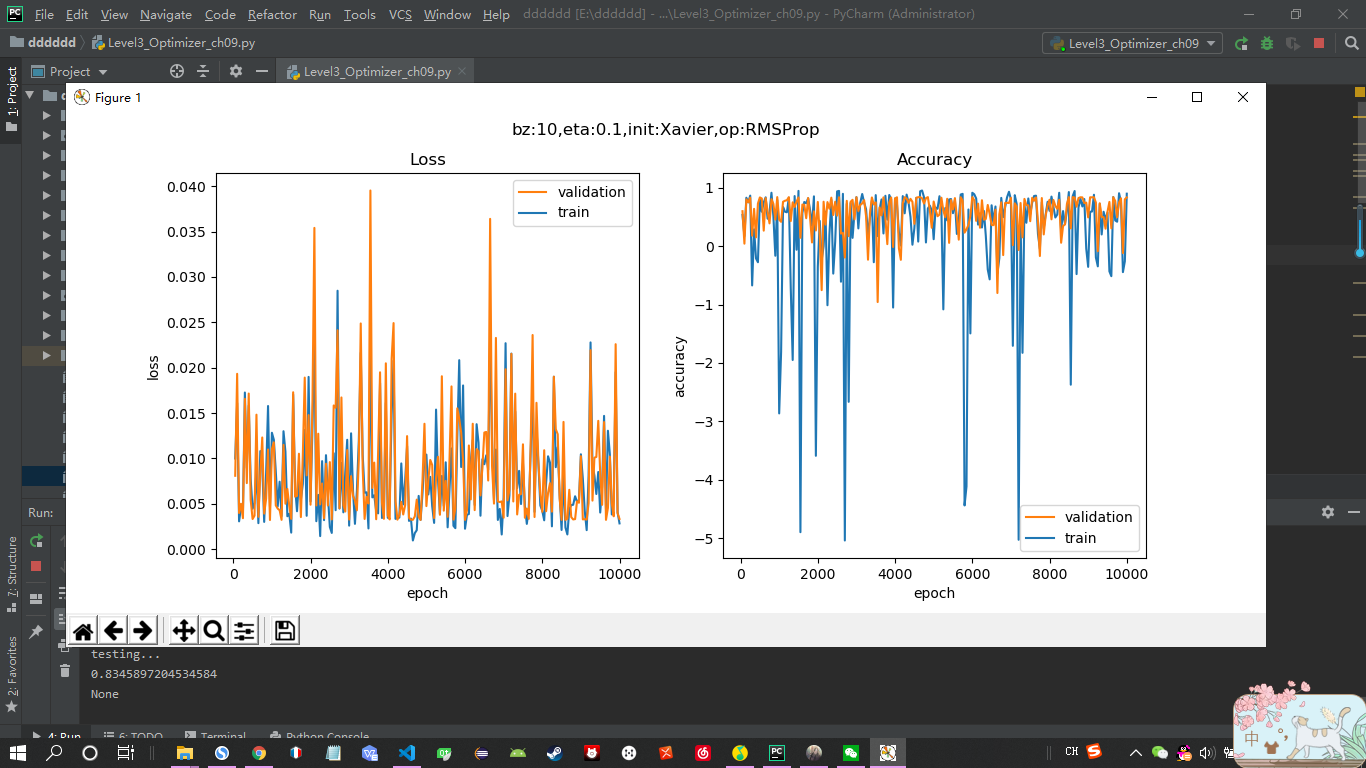 PC File Edit View Navigate Code Refactor Run Tools VCS Window Help dddddd [E:\dddddd] - ...\Level3_Optimizer_ch09.py - PyCharm (Administrator)
dddddd Level3_Optimizer_ch09.py Level3_Optimizer_ch09
Project Level3_Optimizer_ch09.py
1: Project
Figure 1
bz:10,eta:0.1,init:Xavier,op:RMSProp
Loss
validation
train
0.040
0.035
0.030
0.025
0.020
0.015
0.010
0.005
0.000
loss
0 2000 4000 6000 8000 10000
epoch
Accuracy
1
0
−1
−2
−3
−4
−5
accuracy
validation
train
0 2000 4000 6000 8000 10000
epoch
Run:
7: Structure
2: Favorites
testing...
0.8345897204534584
None
4: Run 6: TODO Terminal Python Console
CH
中